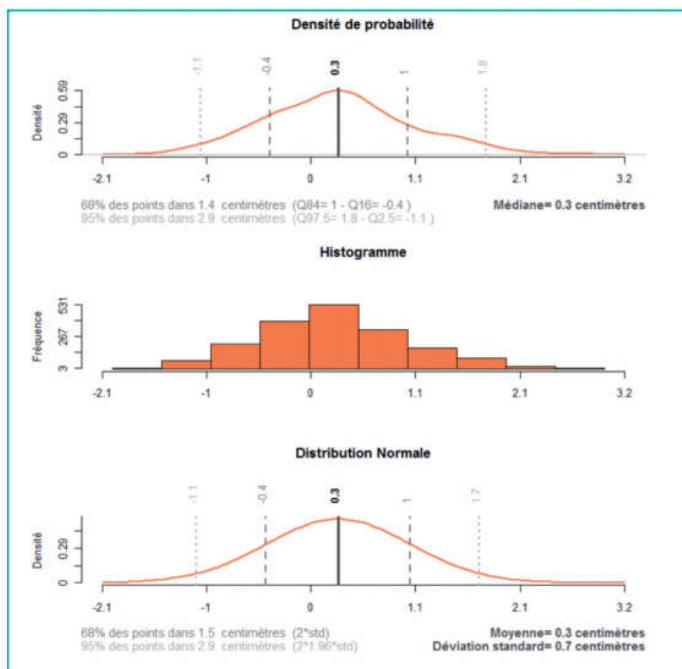 Densité de probabilité
-1.1 -0.4 0.3 1 1.8
Densité
0.59
0.29
0
-2.1 -1 0 1.1 2.1 3.2
68% des points dans 1.4 centimètres (Q84= 1 - Q16= -0.4 )
Médiane= 0.3 centimètres
95% des points dans 2.9 centimètres (Q97.5= 1.8 - Q2.5= -1.1 )
Histogramme
Fréquence
531
267
3
-2.1 -1 0 1.1 2.1 3.2
Distribution Normale
-1.1 -0.4 0.3 1 1.7
Densité
0.29
0
-2.1 -1 0 1.1 2.1 3.2
68% des points dans 1.5 centimètres (2*std)
Moyenne= 0.3 centimètres
95% des points dans 2.9 centimètres (2*1.96*std)
Déviation standard= 0.7 centimètres